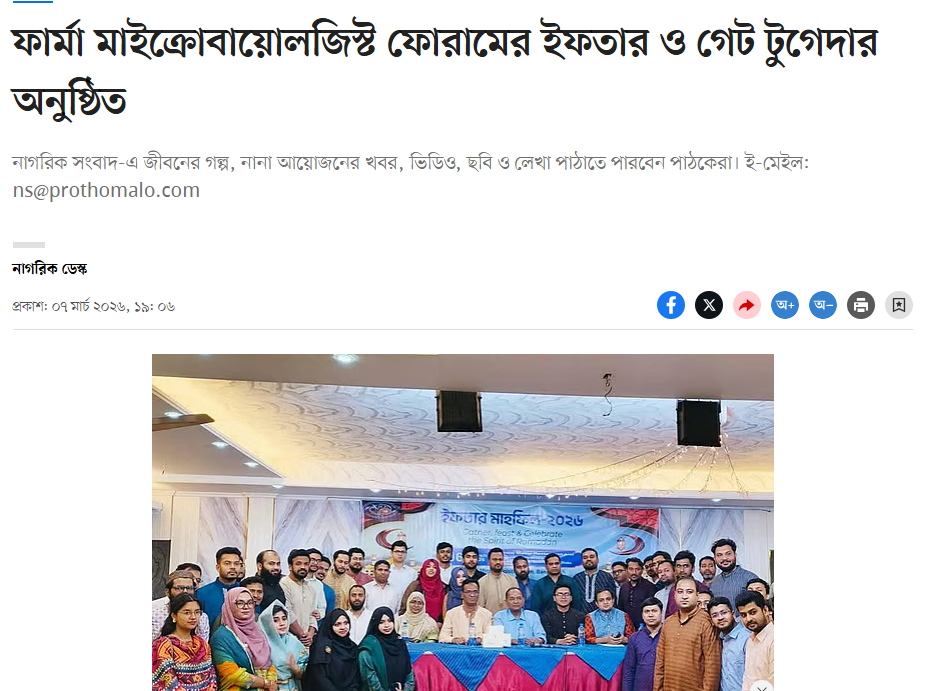 ফার্মা মাইক্রোবায়োলজিস্ট ফোরামের ইফতার ও গেট টুগেদার
অনুষ্ঠিত
নাগরিক সংবাদ-এ জীবনের গল্প, নানা আয়োজনের খবর, ভিডিও, ছবি ও লেখা পাঠাতে পারবেন পাঠকেরা। ই-মেইল:
ns@prothomalo.com
নাগরিক ডেস্ক
প্রকাশ: ০৭ মার্চ ২০২৬, ১৯: ০৬
অ+ অ−
ইফতার মাহফিল-২০২৬
Gather, feast & Celebrate
the Spirit of Ramadan